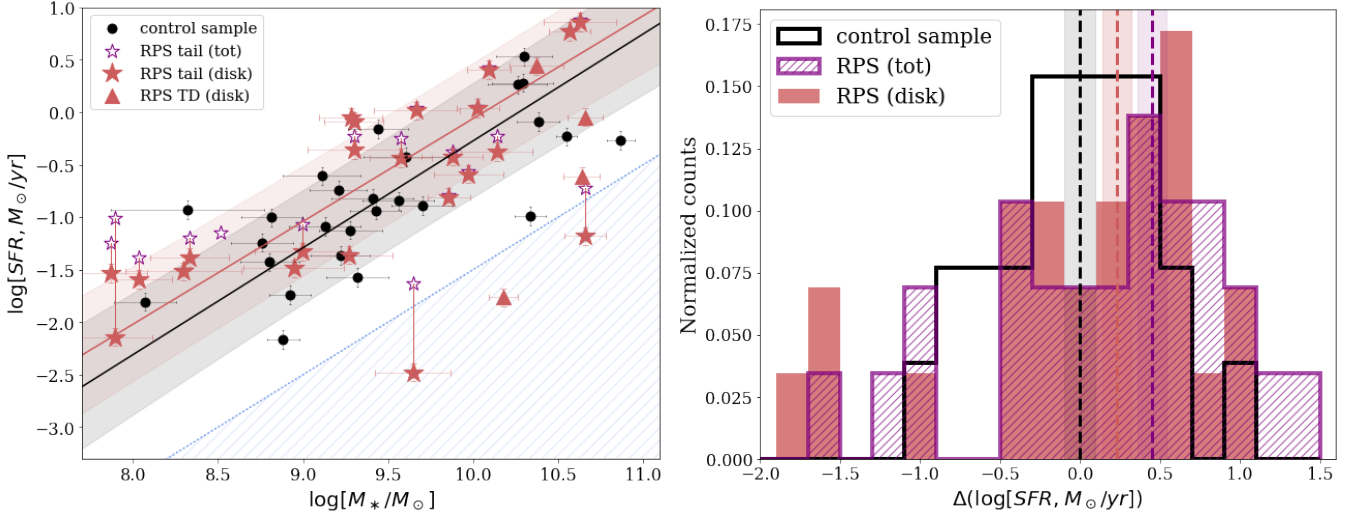 control sample
RPS tail (tot)
RPS tail (disk)
RPS TD (disk)
1.0
0.5
0.0
−0.5
−1.0
−1.5
−2.0
−2.5
−3.0
log[SFR, M⊙/yr]
8.0 8.5 9.0 9.5 10.0 10.5 11.0
log[M∗/M⊙]
control sample
RPS (tot)
RPS (disk)
0.175
0.150
0.125
0.100
0.075
0.050
0.025
0.000
Normalized counts
−2.0 −1.5 −1.0 −0.5 0.0 0.5 1.0 1.5
Δ(log[SFR, M⊙/yr])